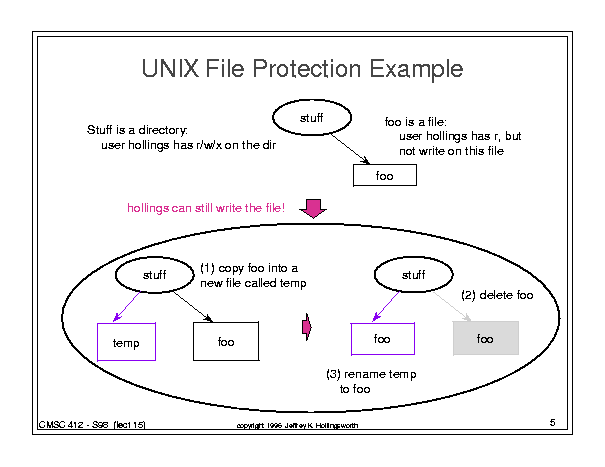 UNIX File Protection Example
stuff
Stuff is a directory:
user hollings has r/w/x on the dir
foo is a file:
user hollings has r, but
not write on this file
foo
hollings can still write the file!
stuff
(1) copy foo into a
new file called temp
temp
foo
stuff
(2) delete foo
foo
foo
(3) rename temp
to foo
CMSC 412 - S98 (lect 15)
copyright 1996 Jeffrey K. Hollingsworth
5